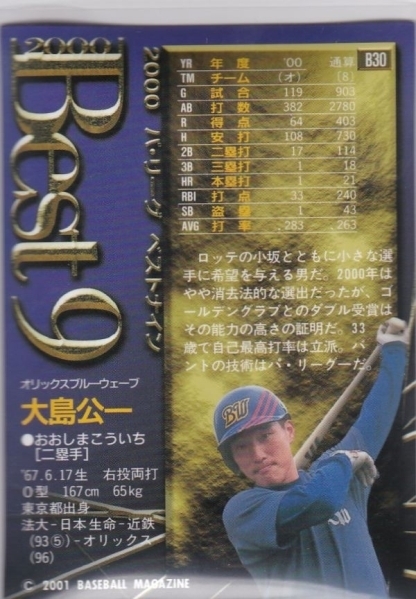 2000
Best 9
2000 パ・リーグ ベストナイン
B30
YR 年度 '00 通算
TM チーム (オ) (8)
G 試合 119 903
AB 打数 382 2780
R 得点 64 403
H 安打 108 730
2B 二塁打 17 114
3B 三塁打 1 18
HR 本塁打 1 21
RBI 打点 33 240
SB 盗塁 1 43
AVG 打率 .283 .263
ロッテの小坂とともに小さな選
手に希望を与える男だ。2000年は
やや消去法的な選出だったが、ゴ
ールデングラブとのダブル受賞は
その能力の高さの証明だ。33
歳で自己最高打率は立派。バ
ントの技術はパ・リーグ一だ。
オリックスブルーウェーブ
大島公一
●おおしまこういち
[二塁手]
'67.6.17生 右投両打
O型 167cm 65kg
東京都出身
法大-日本生命-近鉄
(93⑤)-オリックス
(96)
BW
© 2001 BASEBALL MAGAZINE